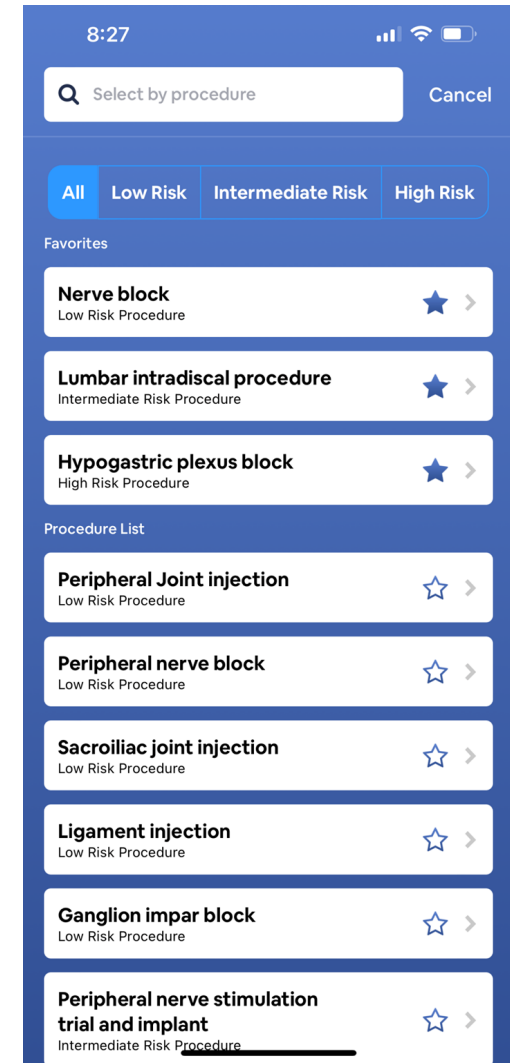 8:27
Select by procedure
Cancel
All
Low Risk
Intermediate Risk
High Risk
Favorites
Nerve block
Low Risk Procedure
Lumbar intradiscal procedure
Intermediate Risk Procedure
Hypogastric plexus block
High Risk Procedure
Procedure List
Peripheral Joint injection
Low Risk Procedure
Peripheral nerve block
Low Risk Procedure
Sacroiliac joint injection
Low Risk Procedure
Ligament injection
Low Risk Procedure
Ganglion impar block
Low Risk Procedure
Peripheral nerve stimulation
trial and implant
Intermediate Risk Procedure